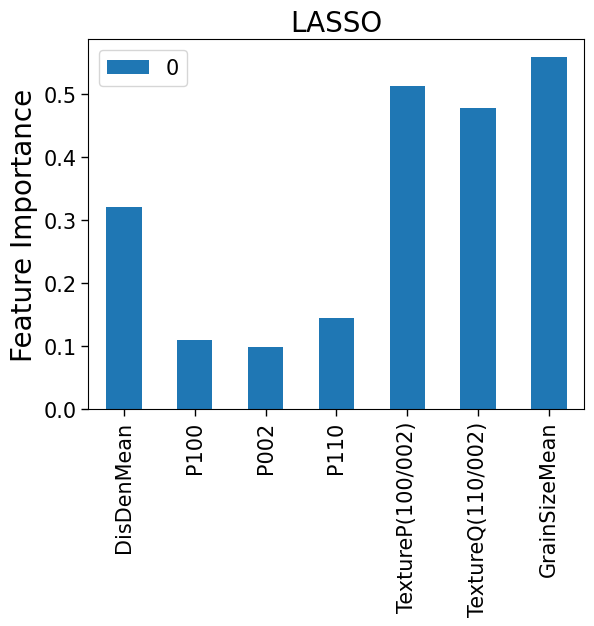 LASSO
0
Feature Importance
0.5
0.4
0.3
0.2
0.1
0.0
DisDenMean
P100
P002
P110
TextureP(100/002)
TextureQ(110/002)
GrainSizeMean